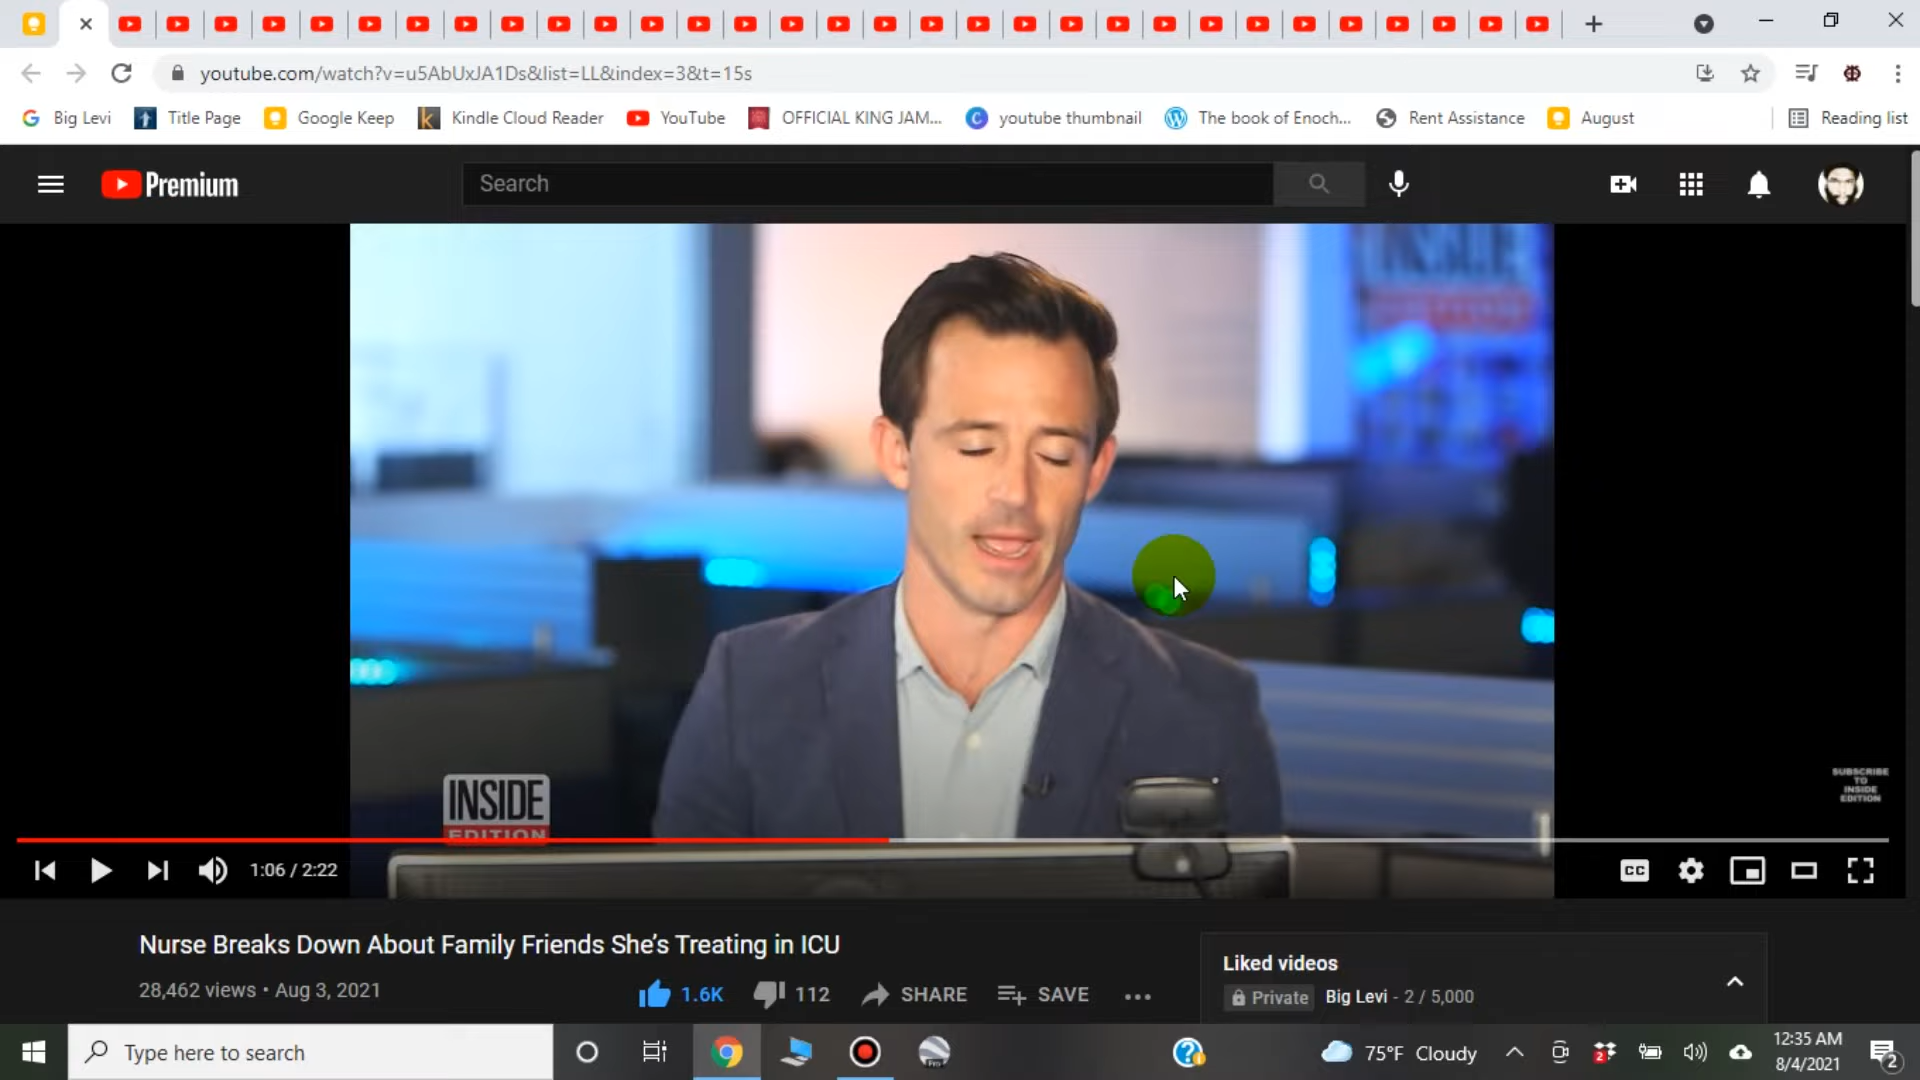 youtube.com/watch?v=u5AbUxJA1Ds&list=LL&index=3&t=15s
Big Levi Title Page Google Keep Kindle Cloud Reader YouTube OFFICIAL KING JAM... youtube thumbnail The book of Enoch... Rent Assistance August Reading list
Premium Search
INSIDE
INSIDE
EDITION
SUBSCRIBE
TO
INSIDE
EDITION
1:06 / 2:22 CC
Nurse Breaks Down About Family Friends She's Treating in ICU
28,462 views • Aug 3, 2021
1.6K 112 SHARE SAVE
Liked videos
Private Big Levi - 2 / 5,000
Type here to search
75°F Cloudy
2
12:35 AM
8/4/2021
2